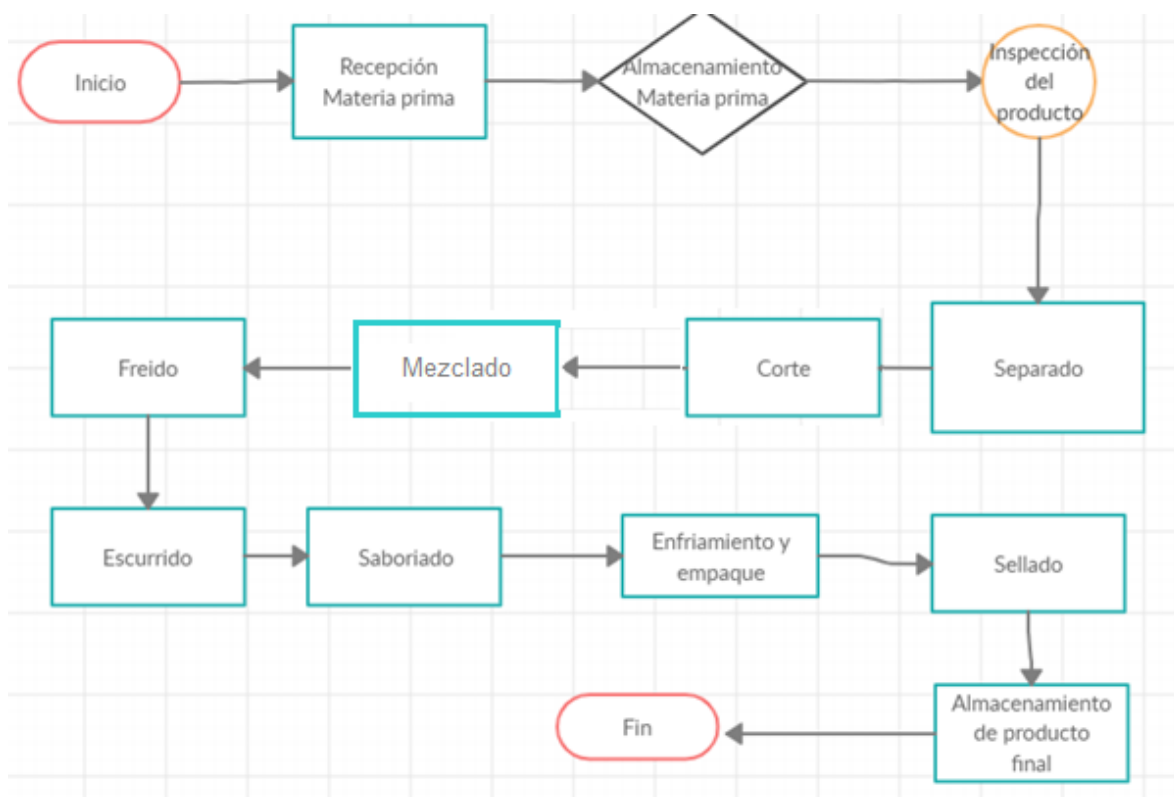 Inicio
Recepción
Materia prima
Almacenamiento
Materia prima
Inspección
del
producto
Separado
Corte
Mezclado
Freido
Escurrido
Saboriado
Enfriamiento y
empaque
Sellado
Almacenamiento
de producto
final
Fin